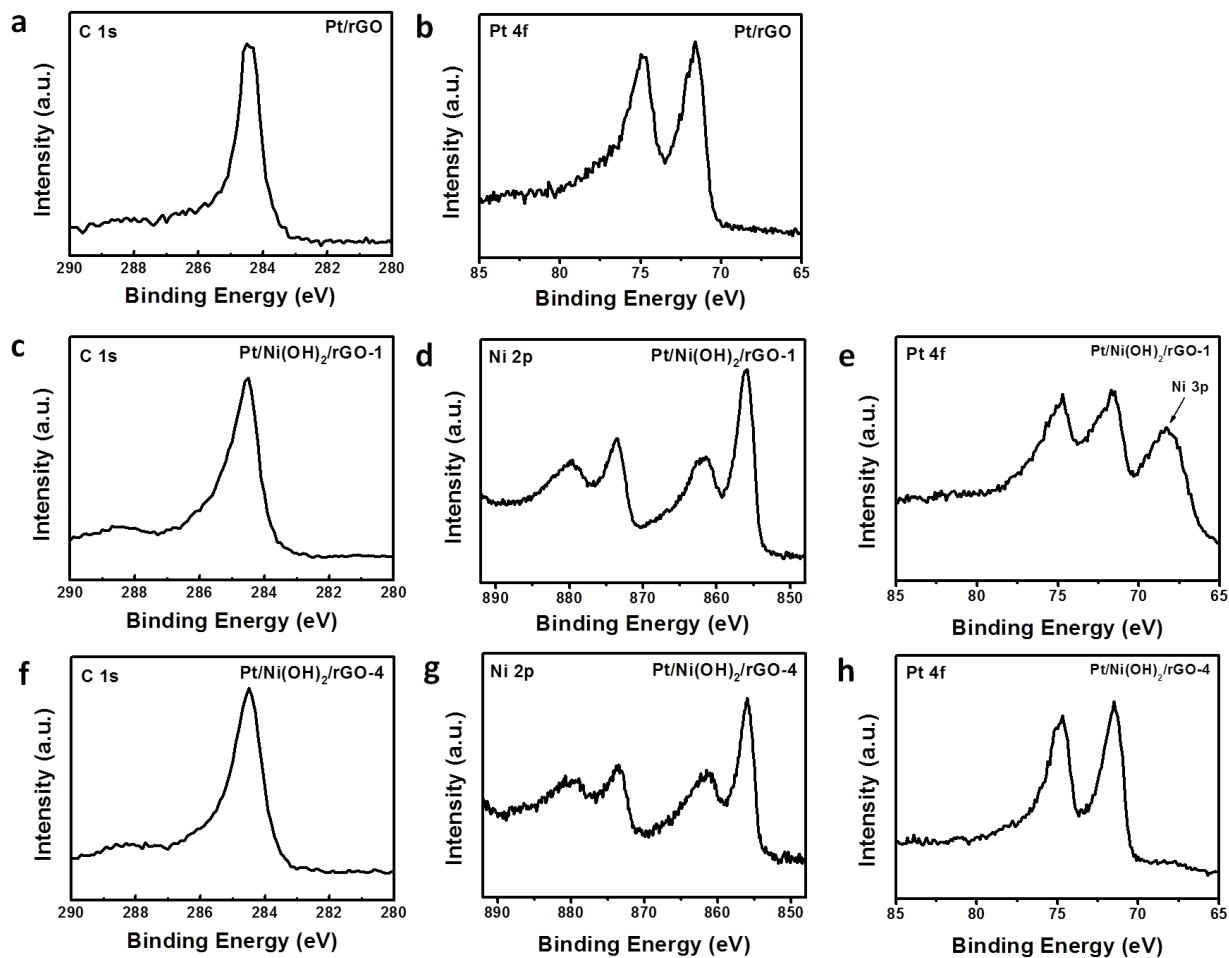 a
C 1s
Pt/rGO
Intensity (a.u.)
290 288 286 284 282 280
Binding Energy (eV)
b
Pt 4f
Pt/rGO
Intensity (a.u.)
85 80 75 70 65
Binding Energy (eV)
c
C 1s
Pt/Ni(OH)₂/rGO-1
Intensity (a.u.)
290 288 286 284 282 280
Binding Energy (eV)
d
Ni 2p
Pt/Ni(OH)₂/rGO-1
Intensity (a.u.)
890 880 870 860 850
Binding Energy (eV)
e
Pt 4f
Pt/Ni(OH)₂/rGO-1
Ni 3p
Intensity (a.u.)
85 80 75 70 65
Binding Energy (eV)
f
C 1s
Pt/Ni(OH)₂/rGO-4
Intensity (a.u.)
290 288 286 284 282 280
Binding Energy (eV)
g
Ni 2p
Pt/Ni(OH)₂/rGO-4
Intensity (a.u.)
890 880 870 860 850
Binding Energy (eV)
h
Pt 4f
Pt/Ni(OH)₂/rGO-4
Intensity (a.u.)
85 80 75 70 65
Binding Energy (eV)